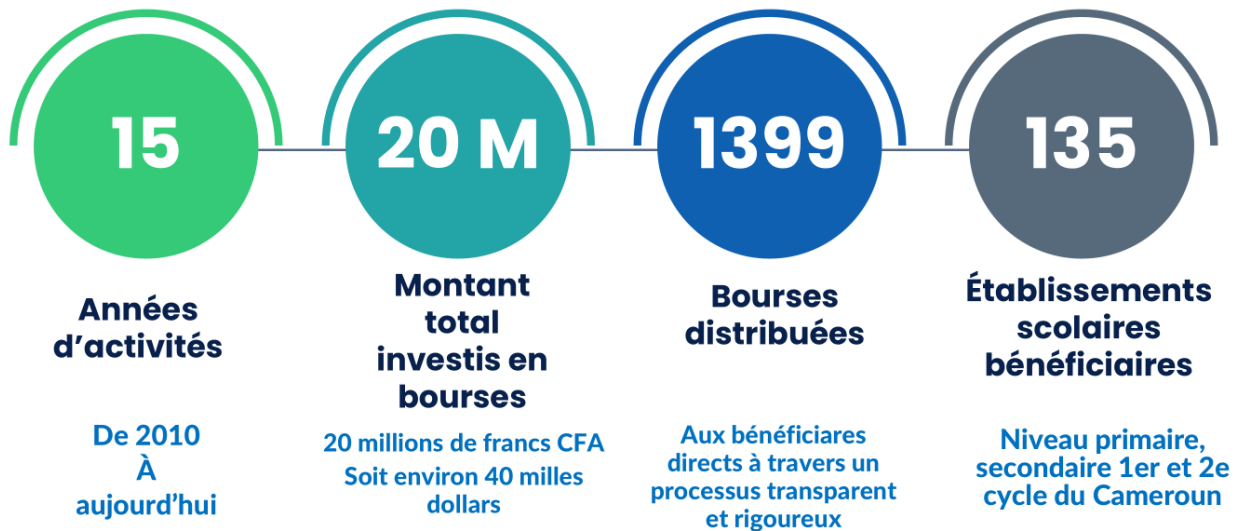 15
Années
d’activités
De 2010
À
aujourd’hui
20 M
Montant
total
investis en
bourses
20 millions de francs CFA
Soit environ 40 milles
dollars
1399
Bourses
distribuées
Aux bénéficiares
directs à travers un
processus transparent
et rigoureux
135
Établissements
scolaires
bénéficiaires
Niveau primaire,
secondaire 1er et 2e
cycle du Cameroun